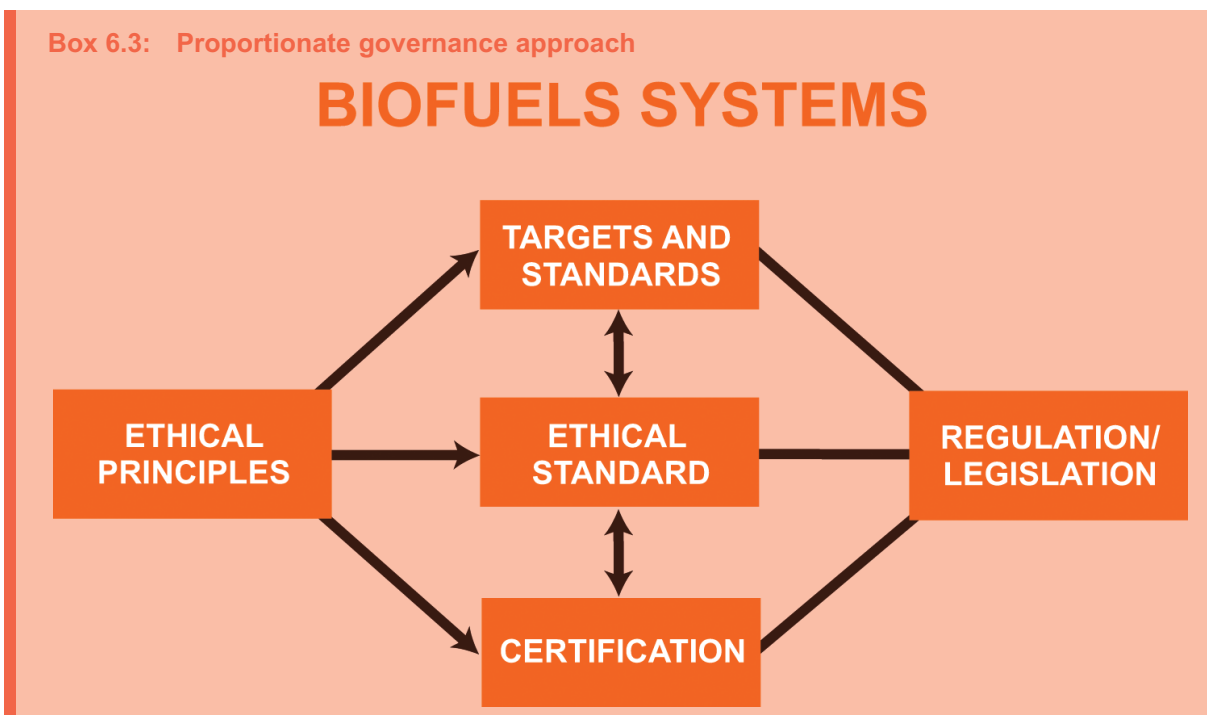 Box 6.3: Proportionate governance approach
BIOFUELS SYSTEMS
TARGETS AND
STANDARDS
ETHICAL
PRINCIPLES
ETHICAL
STANDARD
REGULATION/
LEGISLATION
CERTIFICATION